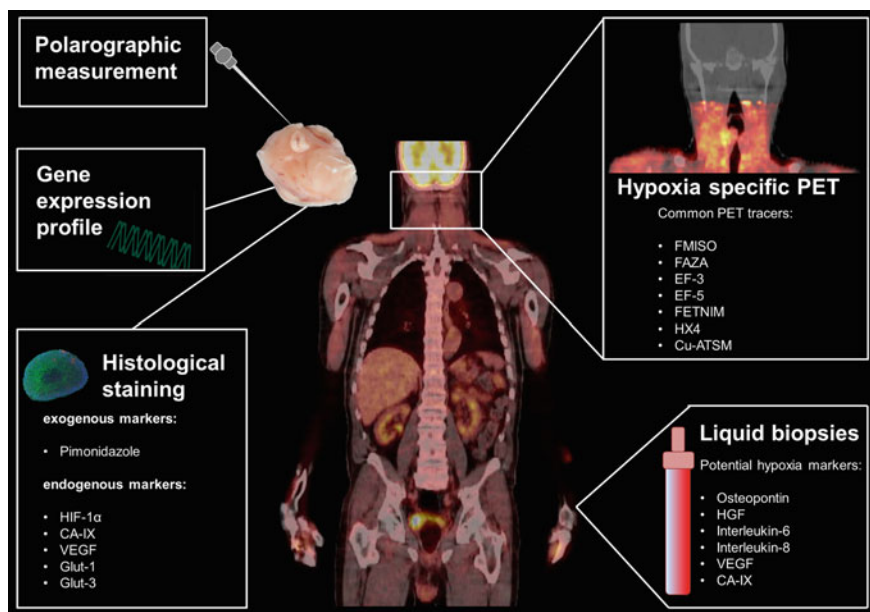 Polarographic
measurement
Gene
expression
profile
Histological
staining
exogenous markers:
• Pimonidazole
endogenous markers:
• HIF-1α
• CA-IX
• VEGF
• Glut-1
• Glut-3
Hypoxia specific PET
Common PET tracers:
• FMISO
• FAZA
• EF-3
• EF-5
• FETNIM
• HX4
• Cu-ATSM
Liquid biopsies
Potential hypoxia markers:
• Osteopontin
• HGF
• Interleukin-6
• Interleukin-8
• VEGF
• CA-IX